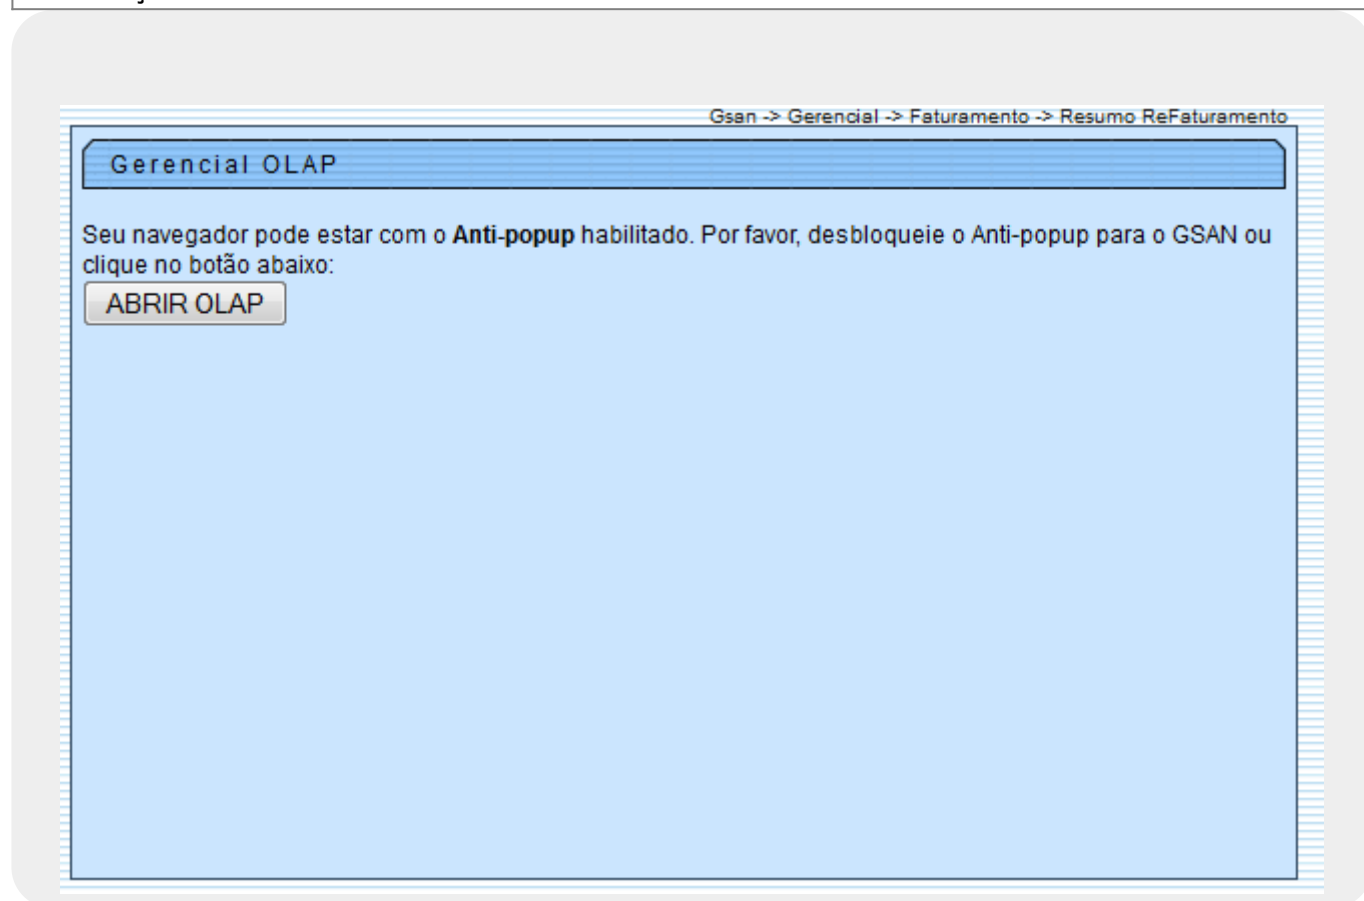 Gsan -> Gerencial -> Faturamento -> Resumo ReFaturamento
Gerencial OLAP
Seu navegador pode estar com o Anti-popup habilitado. Por favor, desbloqueie o Anti-popup para o GSAN ou
clique no botão abaixo:
ABRIR OLAP